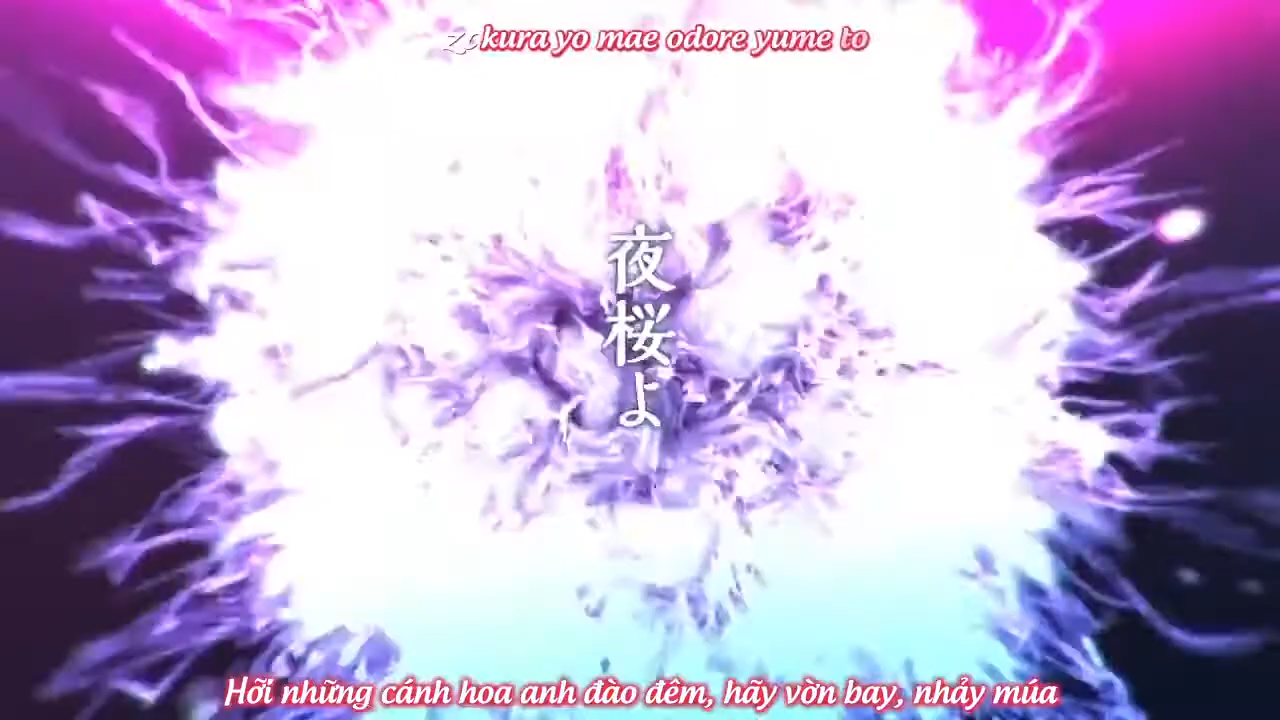 zakura yo mae odore yume to
夜桜よ
Hỡi những cánh hoa anh đào đêm, hãy vờn bay, nhảy múa